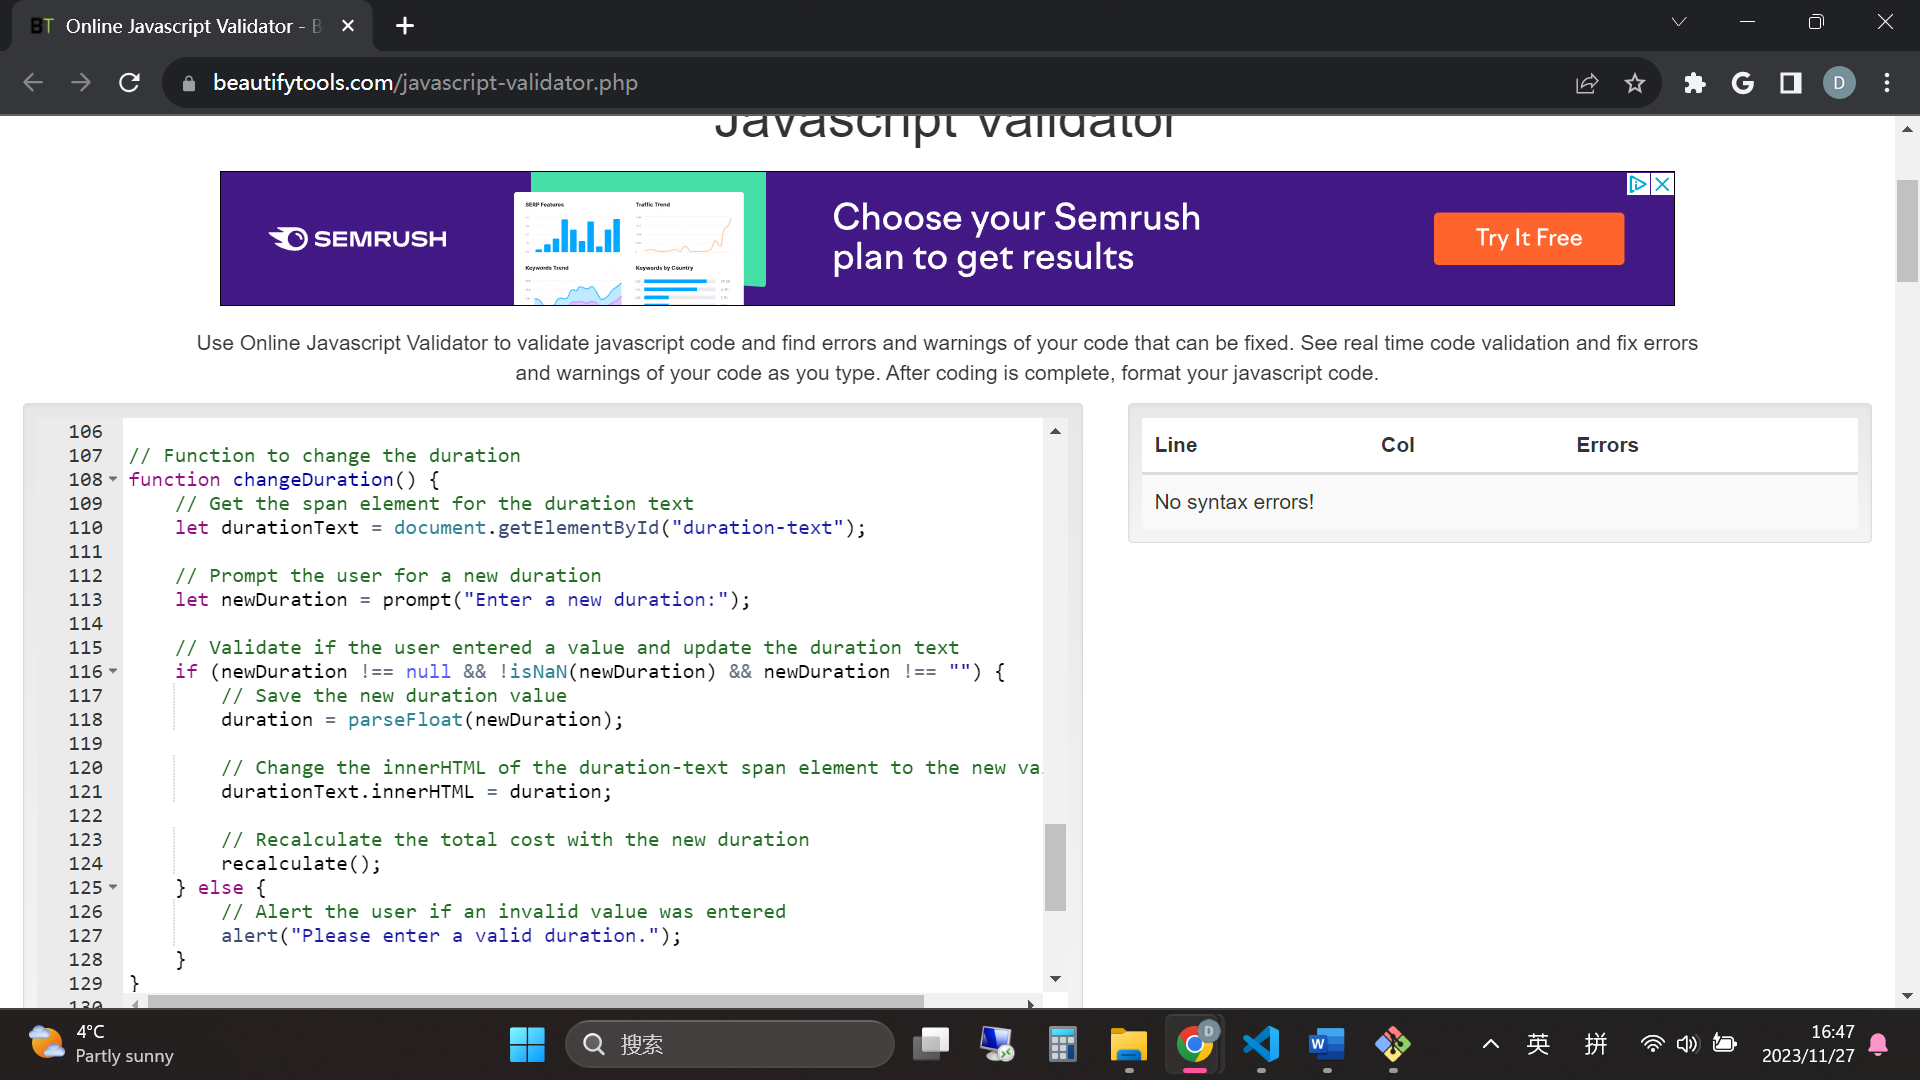 BT Online Javascript Validator - B
beautifytools.com/javascript-validator.php
D
Javascript Validator
SEMRUSH
SERP Features
Traffic Trend
Keywords Trend
Keywords by Country
Choose your Semrush
plan to get results
Try It Free
Use Online Javascript Validator to validate javascript code and find errors and warnings of your code that can be fixed. See real time code validation and fix errors
and warnings of your code as you type. After coding is complete, format your javascript code.
106
107 // Function to change the duration
108 function changeDuration() {
109 // Get the span element for the duration text
110 let durationText = document.getElementById("duration-text");
111
112 // Prompt the user for a new duration
113 let newDuration = prompt("Enter a new duration:");
114
115 // Validate if the user entered a value and update the duration text
116 if (newDuration !== null && !isNaN(newDuration) && newDuration !== "") {
117 // Save the new duration value
118 duration = parseFloat(newDuration);
119
120 // Change the innerHTML of the duration-text span element to the new va
121 durationText.innerHTML = duration;
122
123 // Recalculate the total cost with the new duration
124 recalculate();
125 } else {
126 // Alert the user if an invalid value was entered
127 alert("Please enter a valid duration.");
128 }
129 }
130
Line Col Errors
No syntax errors!
4°C
Partly sunny
搜索
D
W
英
拼
16:47
2023/11/27